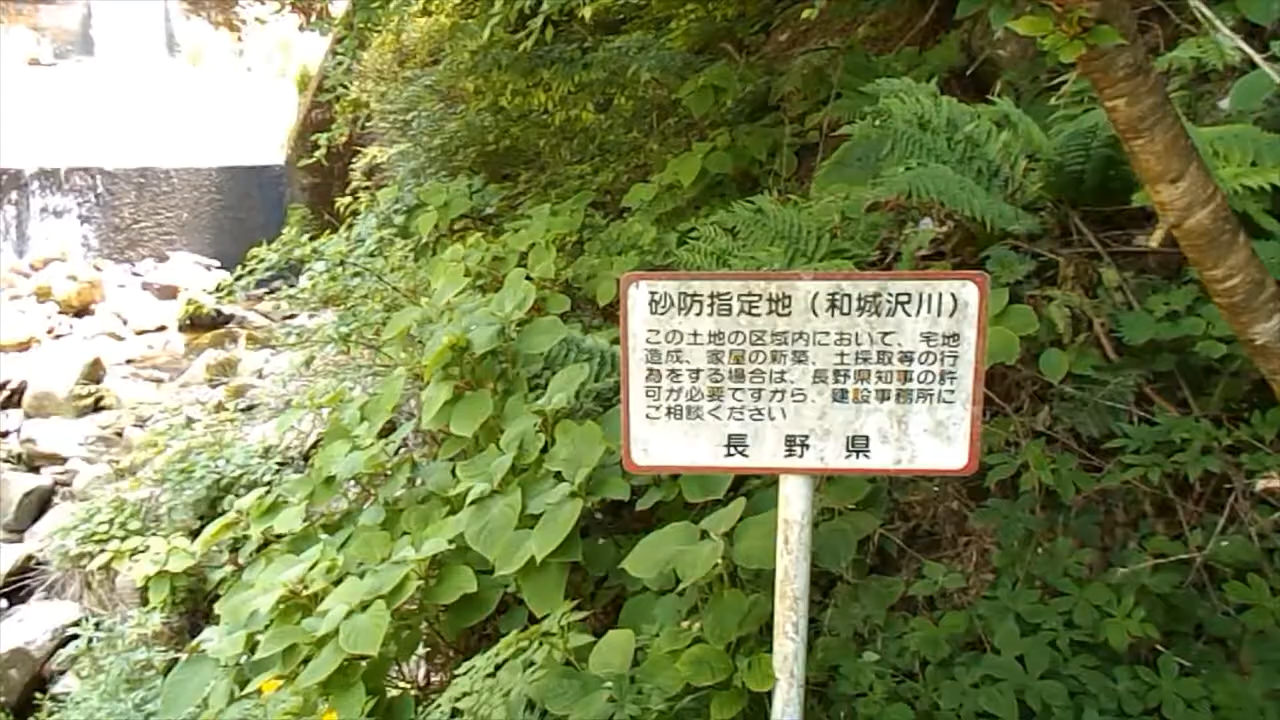 砂防指定地（和城沢川）
この土地の区域内において、宅地
造成、家屋の新築、土採取等の行
為をする場合は、長野県知事の許
可が必要ですから、建設事務所に
ご相談ください
長野県